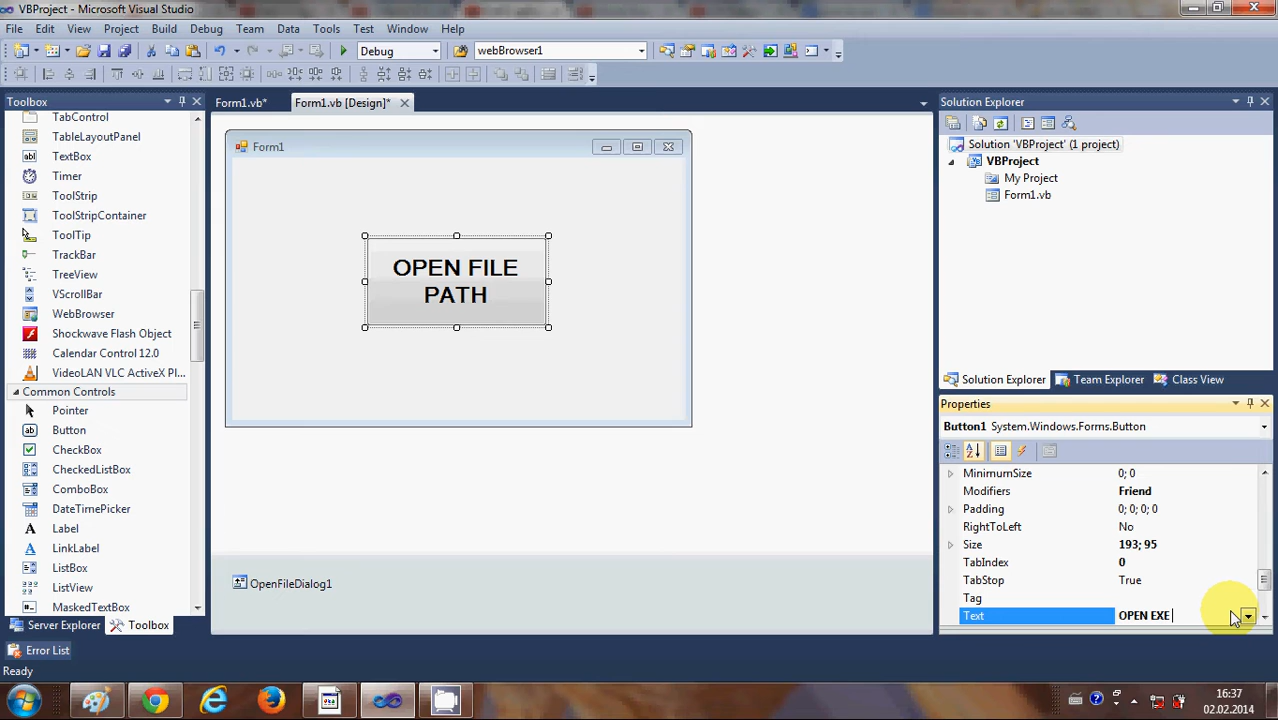 VBProject - Microsoft Visual Studio
File Edit View Project Build Debug Team Data Tools Test Window Help
Debug webBrowser1
Toolbox
TabControl
TableLayoutPanel
TextBox
Timer
ToolStrip
ToolStripContainer
ToolTip
TrackBar
TreeView
VScrollBar
WebBrowser
Shockwave Flash Object
Calendar Control 12.0
VideoLAN VLC ActiveX Pl...
Common Controls
Pointer
Button
CheckBox
CheckedListBox
ComboBox
DateTimePicker
Label
LinkLabel
ListBox
ListView
MaskedTextBox
Server Explorer Toolbox
Error List
Ready
Form1.vb* Form1.vb [Design]*
Form1
OPEN FILE
PATH
OpenFileDialog1
Solution Explorer
Solution 'VBProject' (1 project)
VBProject
My Project
Form1.vb
Solution Explorer Team Explorer Class View
Properties
Button1 System.Windows.Forms.Button
MinimumSize 0; 0
Modifiers Friend
Padding 0; 0; 0; 0
RightToLeft No
Size 193; 95
TabIndex 0
TabStop True
Tag
Text OPEN EXE
16:37
02.02.2014